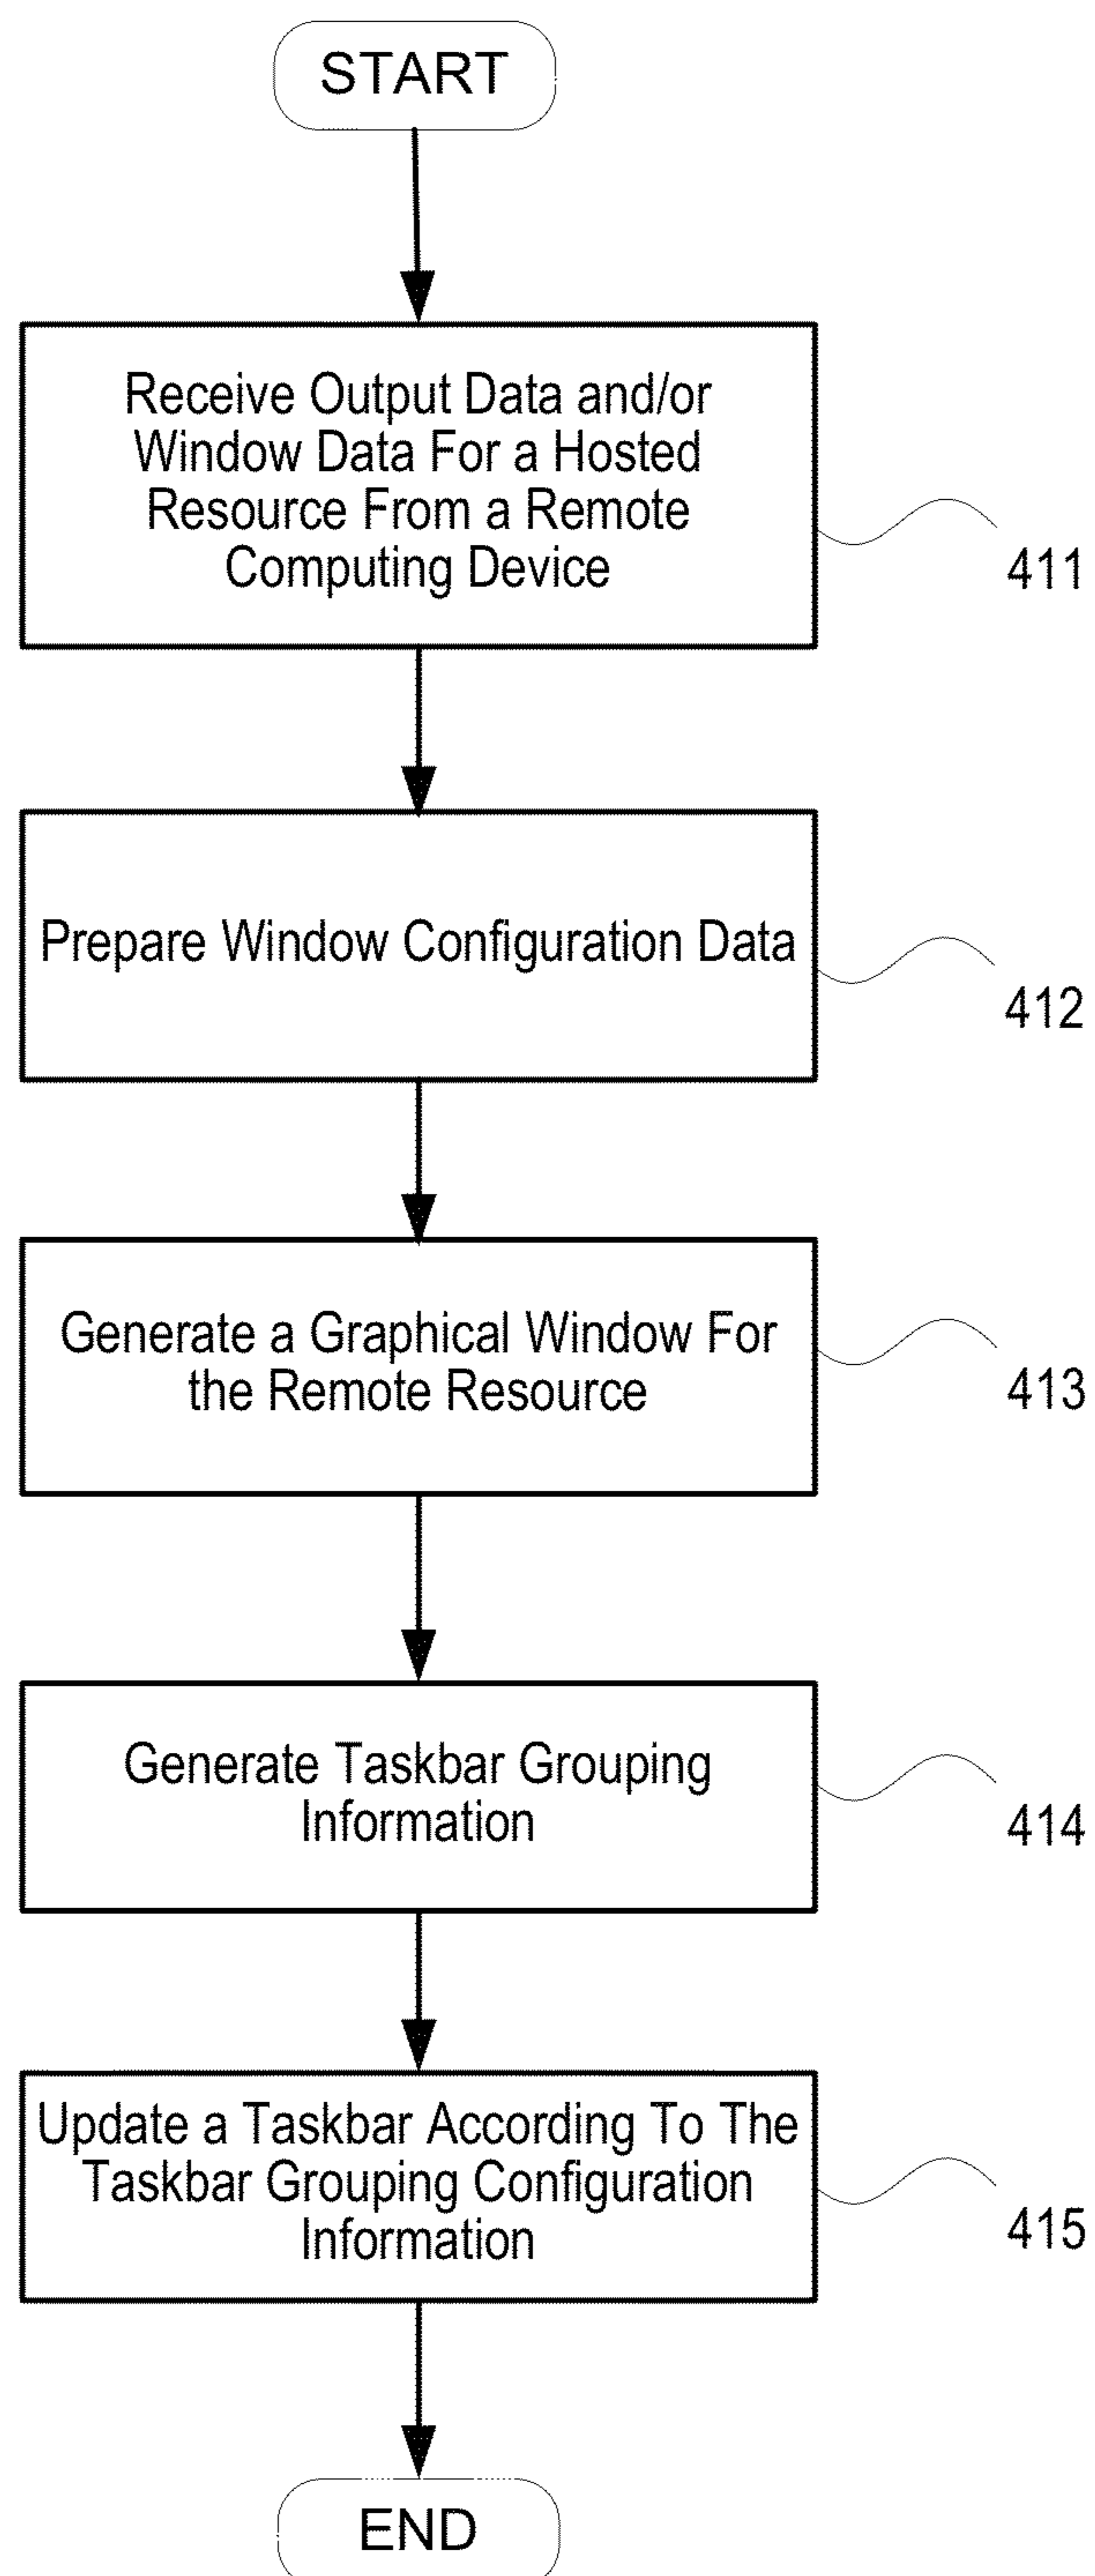 START
Receive Output Data and/or
Window Data For a Hosted
Resource From a Remote
Computing Device
411
Prepare Window Configuration Data
412
Generate a Graphical Window For
the Remote Resource
413
Generate Taskbar Grouping
Information
414
Update a Taskbar According To The
Taskbar Grouping Configuration
Information
415
END